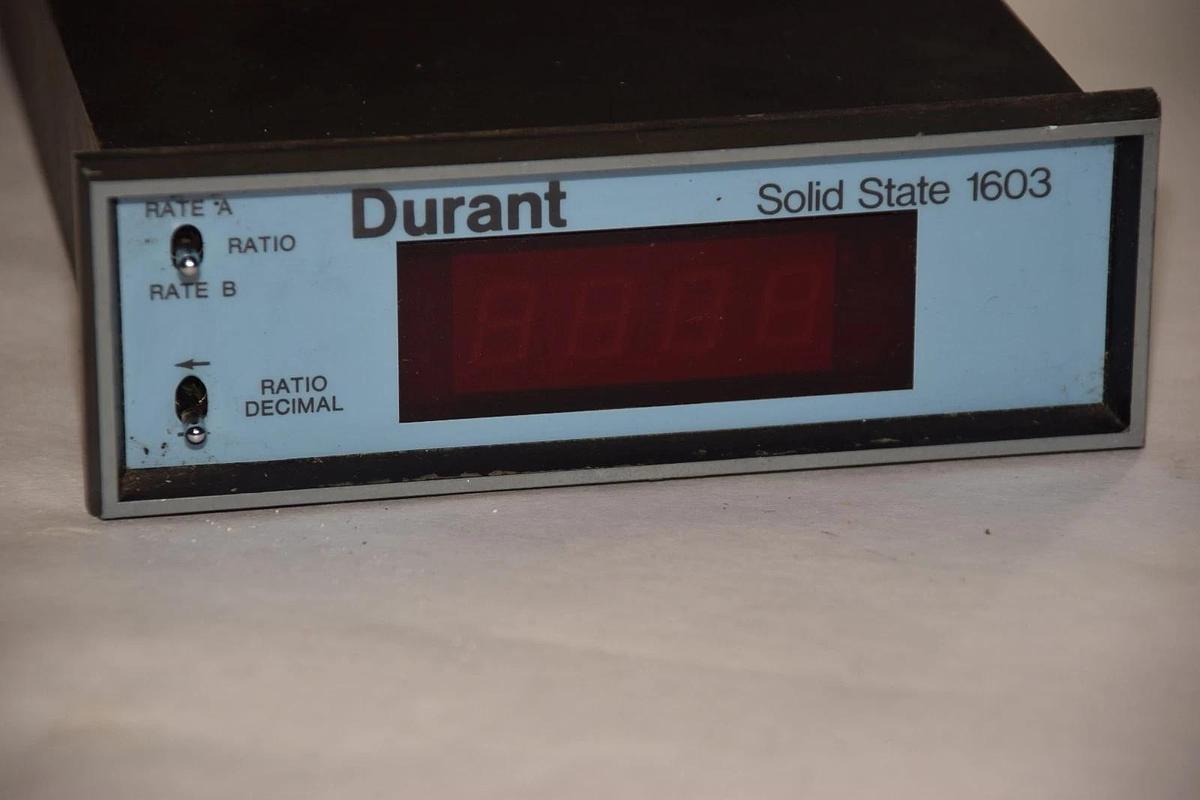 Durant
Solid State 1603
RATE A
RATIO
RATE B
←
RATIO
DECIMAL